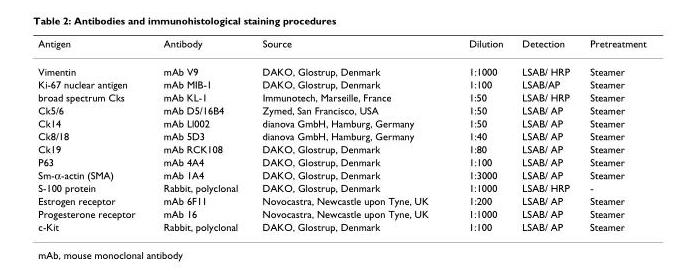 Table 2: Antibodies and immunohistological staining procedures
Antigen Antibody Source Dilution Detection Pretreatment
Vimentin mAb V9 DAKO, Glostrup, Denmark 1:1000 LSAB/ HRP Steamer
Ki-67 nuclear antigen mAb MIB-1 DAKO, Glostrup, Denmark 1:100 LSAB/AP Steamer
broad spectrum Cks mAb KL-1 Immunotech, Marseille, France 1:50 LSAB/ HRP Steamer
Ck5/6 mAb D5/16B4 Zymed, San Francisco, USA 1:50 LSAB/ AP Steamer
Ck14 mAb Ll002 dianova GmbH, Hamburg, Germany 1:50 LSAB/ AP Steamer
Ck8/18 mAb 5D3 dianova GmbH, Hamburg, Germany 1:40 LSAB/ AP Steamer
Ck19 mAb RCK108 DAKO, Glostrup, Denmark 1:80 LSAB/ AP Steamer
P63 mAb 4A4 DAKO, Glostrup, Denmark 1:100 LSAB/ AP Steamer
Sm-α-actin (SMA) mAb 1A4 DAKO, Glostrup, Denmark 1:3000 LSAB/ AP Steamer
S-100 protein Rabbit, polyclonal DAKO, Glostrup, Denmark 1:1000 LSAB/ HRP -
Estrogen receptor mAb 6F11 Novocastra, Newcastle upon Tyne, UK 1:200 LSAB/ AP Steamer
Progesterone receptor mAb 16 Novocastra, Newcastle upon Tyne, UK 1:1000 LSAB/ AP Steamer
c-Kit Rabbit, polyclonal DAKO, Glostrup, Denmark 1:100 LSAB/ AP Steamer
mAb, mouse monoclonal antibody